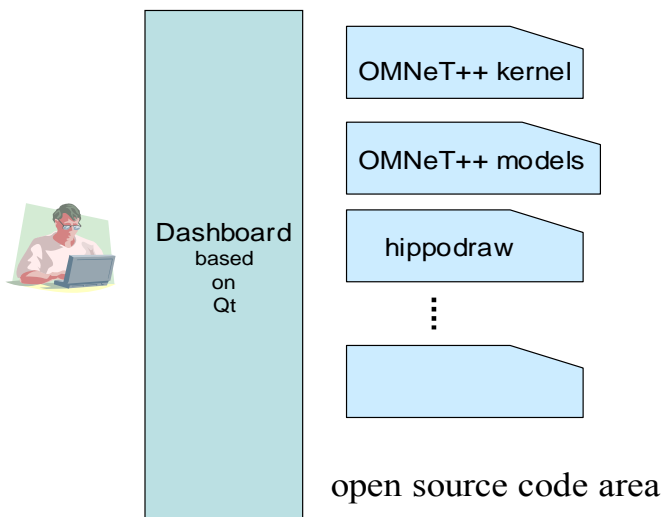 OMNeT++ kernel
OMNeT++ models
Dashboard
based
on
Qt
hippodraw
open source code area